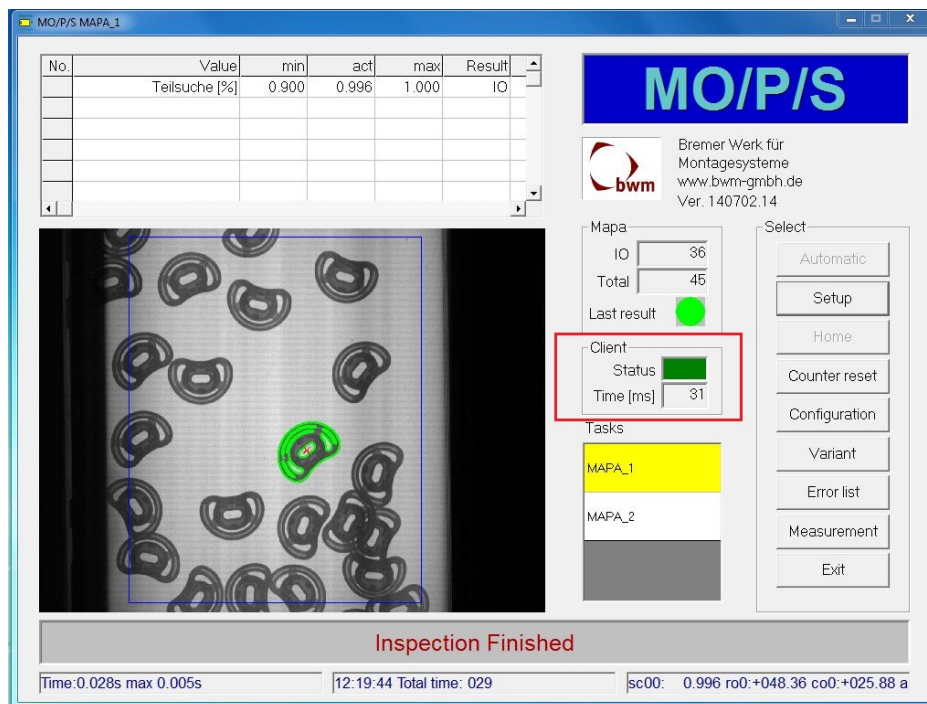 MO/P/S MAPA_1
No. Value min act max Result
Teilsuche [%] 0.900 0.996 1.000 IO
MO/P/S
bwm
Bremer Werk für
Montagesysteme
www.bwm-gmbh.de
Ver. 140702.14
Mapa
IO 36
Total 45
Last result
Client
Status
Time [ms] 31
Tasks
MAPA_1
MAPA_2
Select
Automatic
Setup
Home
Counter reset
Configuration
Variant
Error list
Measurement
Exit
Inspection Finished
Time:0.028s max 0.005s
12:19:44 Total time: 029
sc00: 0.996 ro0:+048.36 co0:+025.88 a